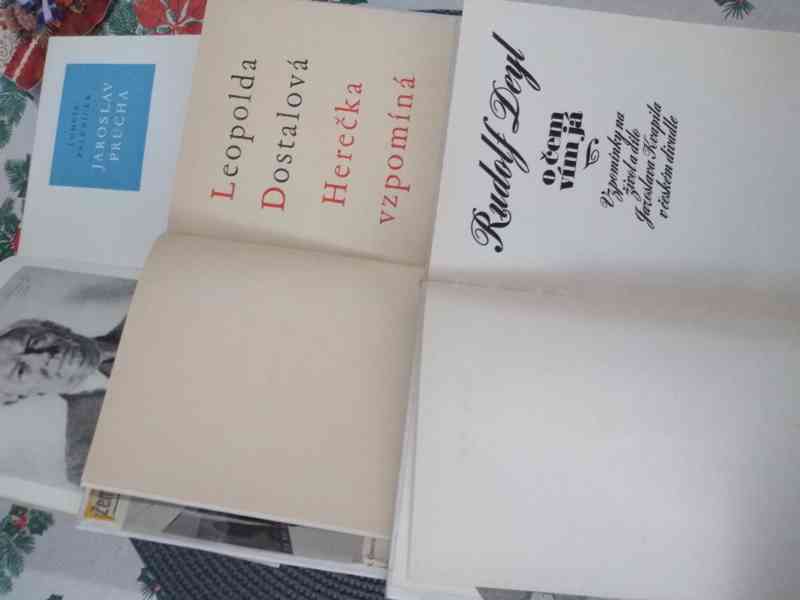 JAROSLAV
PRŮCHA
Leopolda
Dostalová
Herečka
vzpomíná
Rudolf Deyl
o čem
vím já
Vzpomínky na
život a dílo
Jaroslava Kvapila
v českém divadle